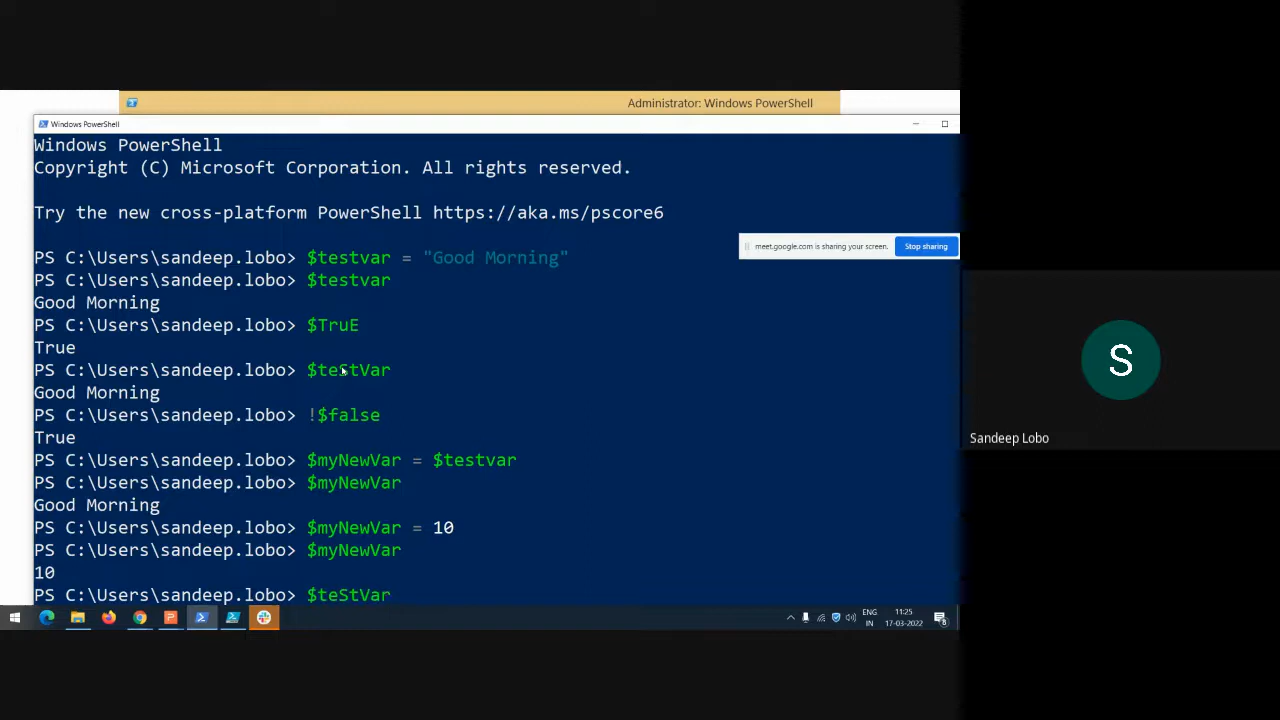 Administrator: Windows PowerShell
Windows PowerShell
Windows PowerShell
Copyright (C) Microsoft Corporation. All rights reserved.
Try the new cross-platform PowerShell https://aka.ms/pscore6
meet.google.com is sharing your screen. Stop sharing
PS C:\Users\sandeep.lobo> $testvar = "Good Morning"
PS C:\Users\sandeep.lobo> $testvar
Good Morning
PS C:\Users\sandeep.lobo> $TruE
True
PS C:\Users\sandeep.lobo> $teStVar
Good Morning
PS C:\Users\sandeep.lobo> !$false
True
PS C:\Users\sandeep.lobo> $myNewVar = $testvar
PS C:\Users\sandeep.lobo> $myNewVar
Good Morning
PS C:\Users\sandeep.lobo> $myNewVar = 10
PS C:\Users\sandeep.lobo> $myNewVar
10
PS C:\Users\sandeep.lobo> $teStVar
S
Sandeep Lobo
ENG 11:25
IN 17-03-2022